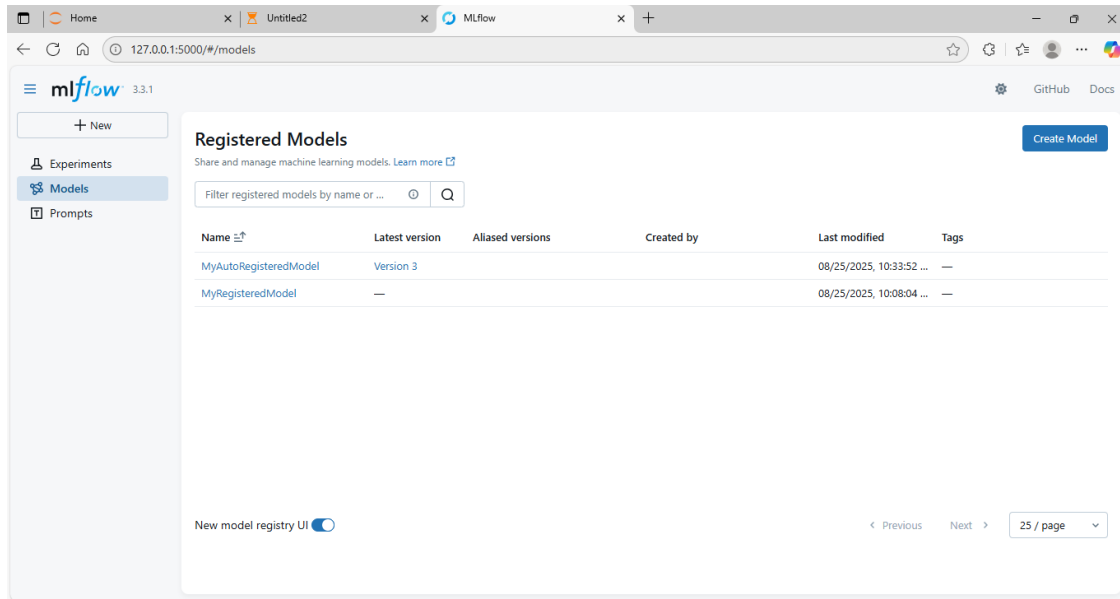 Home
Untitled2
MLflow
127.0.0.1:5000/#/models
mlflow 3.3.1
GitHub Docs
New
Experiments
Models
Prompts
Registered Models
Create Model
Share and manage machine learning models. Learn more
Filter registered models by name or ...
Name Latest version Aliased versions Created by Last modified Tags
MyAutoRegisteredModel Version 3 08/25/2025, 10:33:52 ... —
MyRegisteredModel — 08/25/2025, 10:08:04 ... —
New model registry UI
Previous Next 25 / page